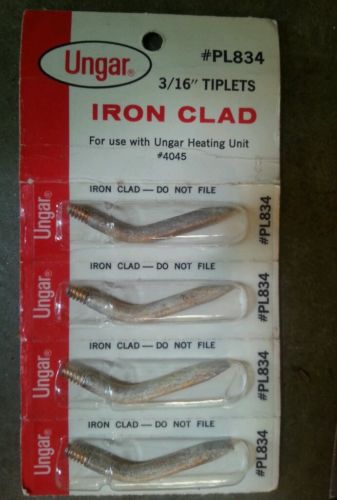 Ungar®
#PL834
3/16" TIPLETS
IRON CLAD
For use with Ungar Heating Unit
#4045
IRON CLAD — DO NOT FILE
Ungar®
#PL834
IRON CLAD — DO NOT FILE
Ungar®
#PL834
IRON CLAD — DO NOT FILE
Ungar®
#PL834
IRON CLAD — DO NOT FILE
Ungar®
#PL834